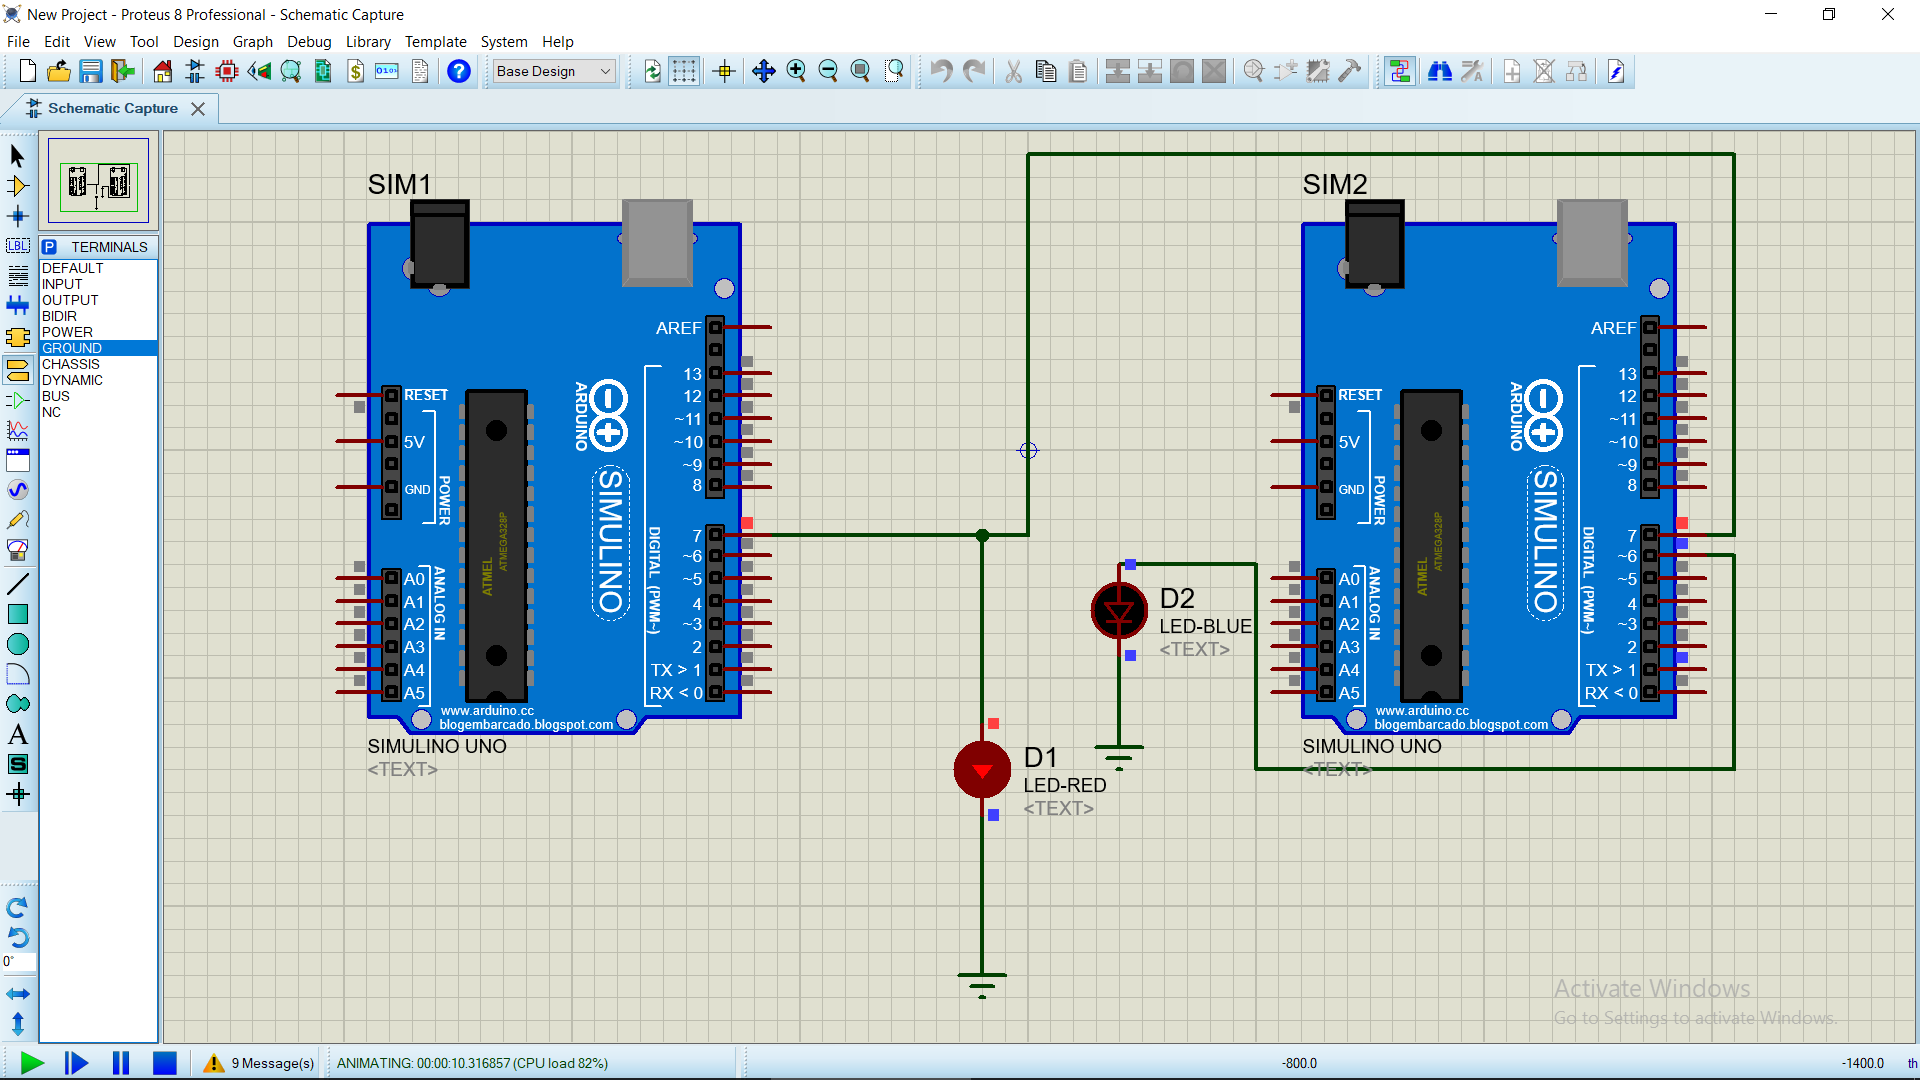 New Project - Proteus 8 Professional - Schematic Capture
File Edit View Tool Design Graph Debug Library Template System Help
Base Design
Schematic Capture
LBL
P TERMINALS
DEFAULT
INPUT
OUTPUT
BIDIR
POWER
GROUND
CHASSIS
DYNAMIC
BUS
NC
A
S
0°
SIM1
AREF
13
12
~11
~10
~9
8
7
~6
~5
4
~3
2
TX > 1
RX < 0
RESET
5V
GND
POWER
A0
A1
A2
A3
A4
A5
ANALOG IN
ATMEL
ATMEGA328P
ARDUINO
SIMULINO
DIGITAL (PWM~)
www.arduino.cc
blogembarcado.blogspot.com
SIMULINO UNO
<TEXT>
D1
LED-RED
<TEXT>
D2
LED-BLUE
<TEXT>
SIM2
AREF
13
12
~11
~10
~9
8
7
~6
~5
4
~3
2
TX > 1
RX < 0
RESET
5V
GND
POWER
A0
A1
A2
A3
A4
A5
ANALOG IN
ATMEL
ATMEGA328P
ARDUINO
SIMULINO
DIGITAL (PWM~)
www.arduino.cc
blogembarcado.blogspot.com
SIMULINO UNO
<TEXT>
Activate Windows
Go to Settings to activate Windows.
9 Message(s) ANIMATING: 00:00:10.316857 (CPU load 82%) -800.0 -1400.0 th